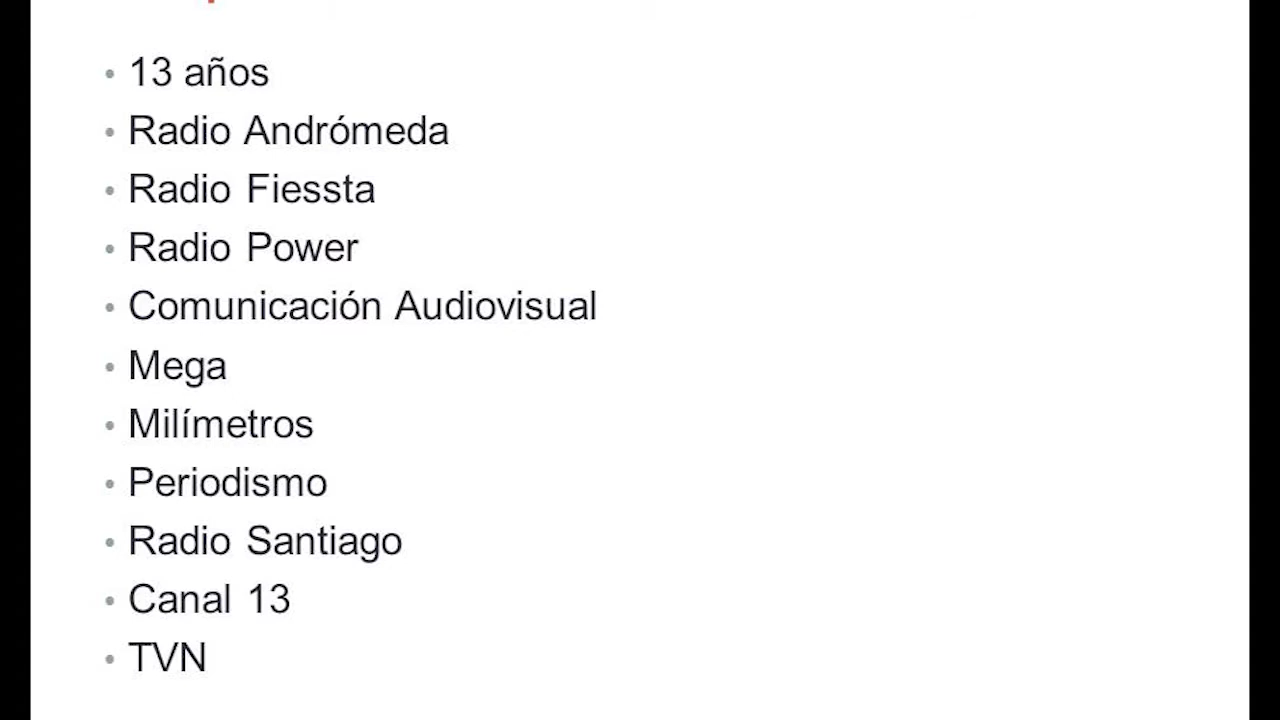 • 13 años
• Radio Andrómeda
• Radio Fiessta
• Radio Power
• Comunicación Audiovisual
• Mega
• Milímetros
• Periodismo
• Radio Santiago
• Canal 13
• TVN